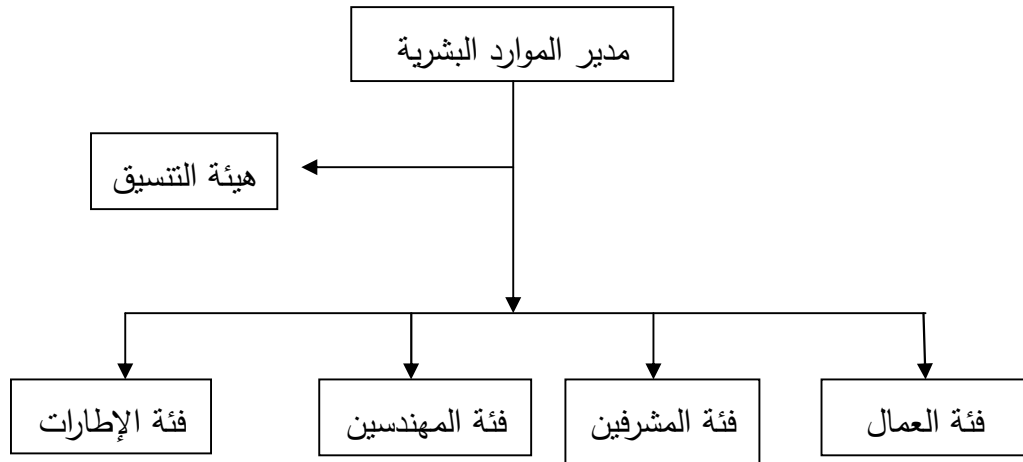 مدير الموارد البشرية
هيئة التنسيق
فئة العمال
فئة المشرفين
فئة المهندسين
فئة الإطارات